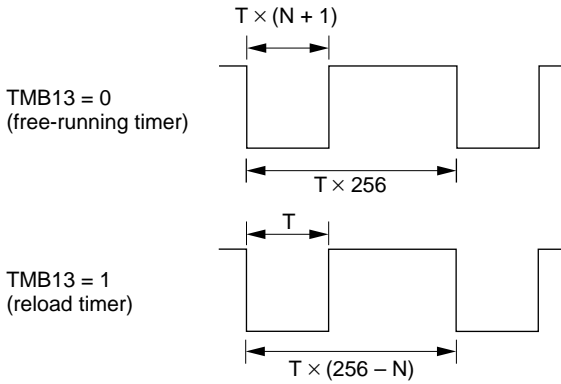 T × (N + 1)
TMB13 = 0
(free-running timer)
T × 256
T
TMB13 = 1
(reload timer)
T × (256 – N)